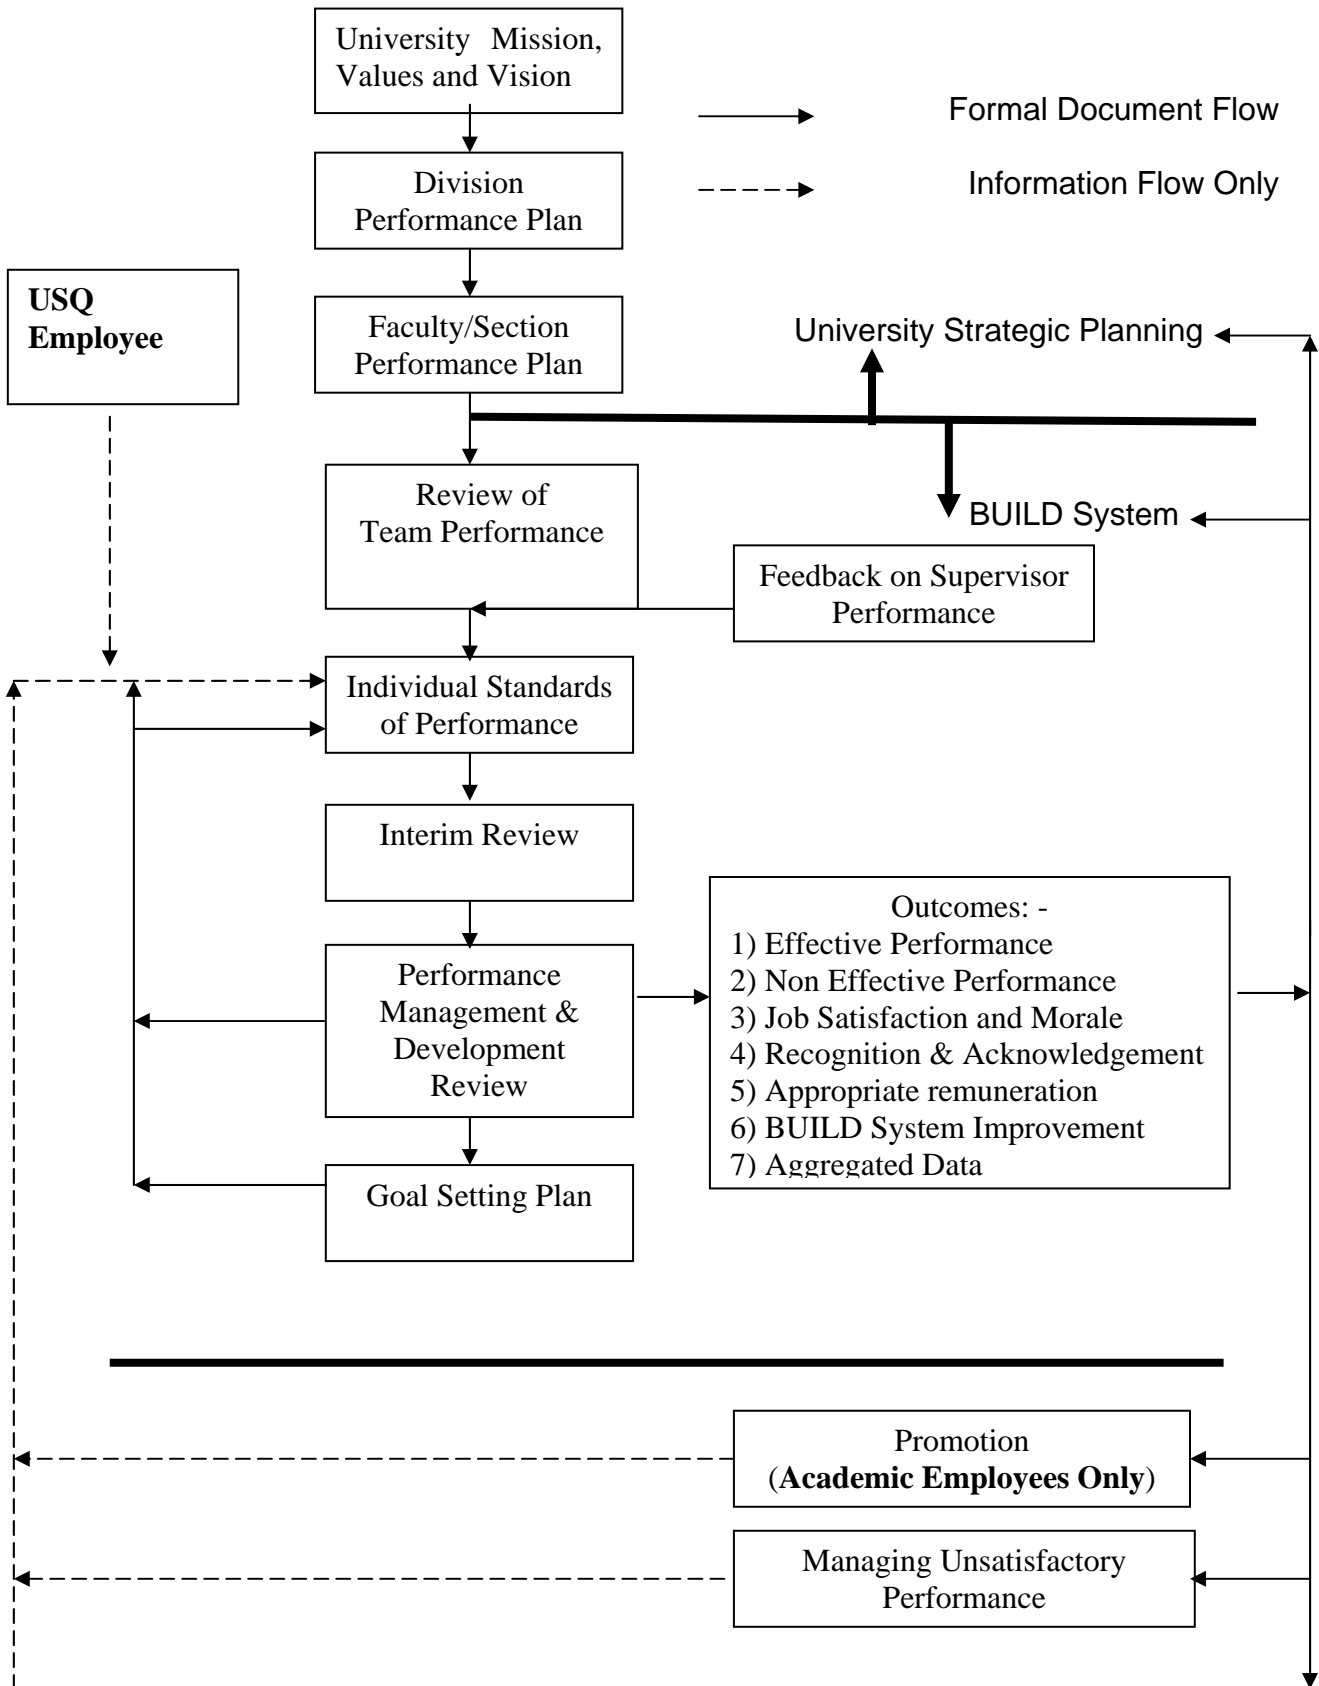 University Mission,
Values and Vision
Formal Document Flow
Division
Performance Plan
Information Flow Only
USQ
Employee
Faculty/Section
Performance Plan
University Strategic Planning
Review of
Team Performance
BUILD System
Feedback on Supervisor
Performance
Individual Standards
of Performance
Interim Review
Performance
Management &
Development
Review
Outcomes: -
1) Effective Performance
2) Non Effective Performance
3) Job Satisfaction and Morale
4) Recognition & Acknowledgement
5) Appropriate remuneration
6) BUILD System Improvement
7) Aggregated Data
Goal Setting Plan
Promotion
(Academic Employees Only)
Managing Unsatisfactory
Performance